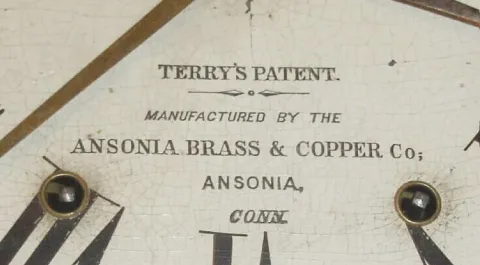 TERRY'S PATENT.
MANUFACTURED BY THE
ANSONIA BRASS & COPPER Co;
ANSONIA,
CONN.